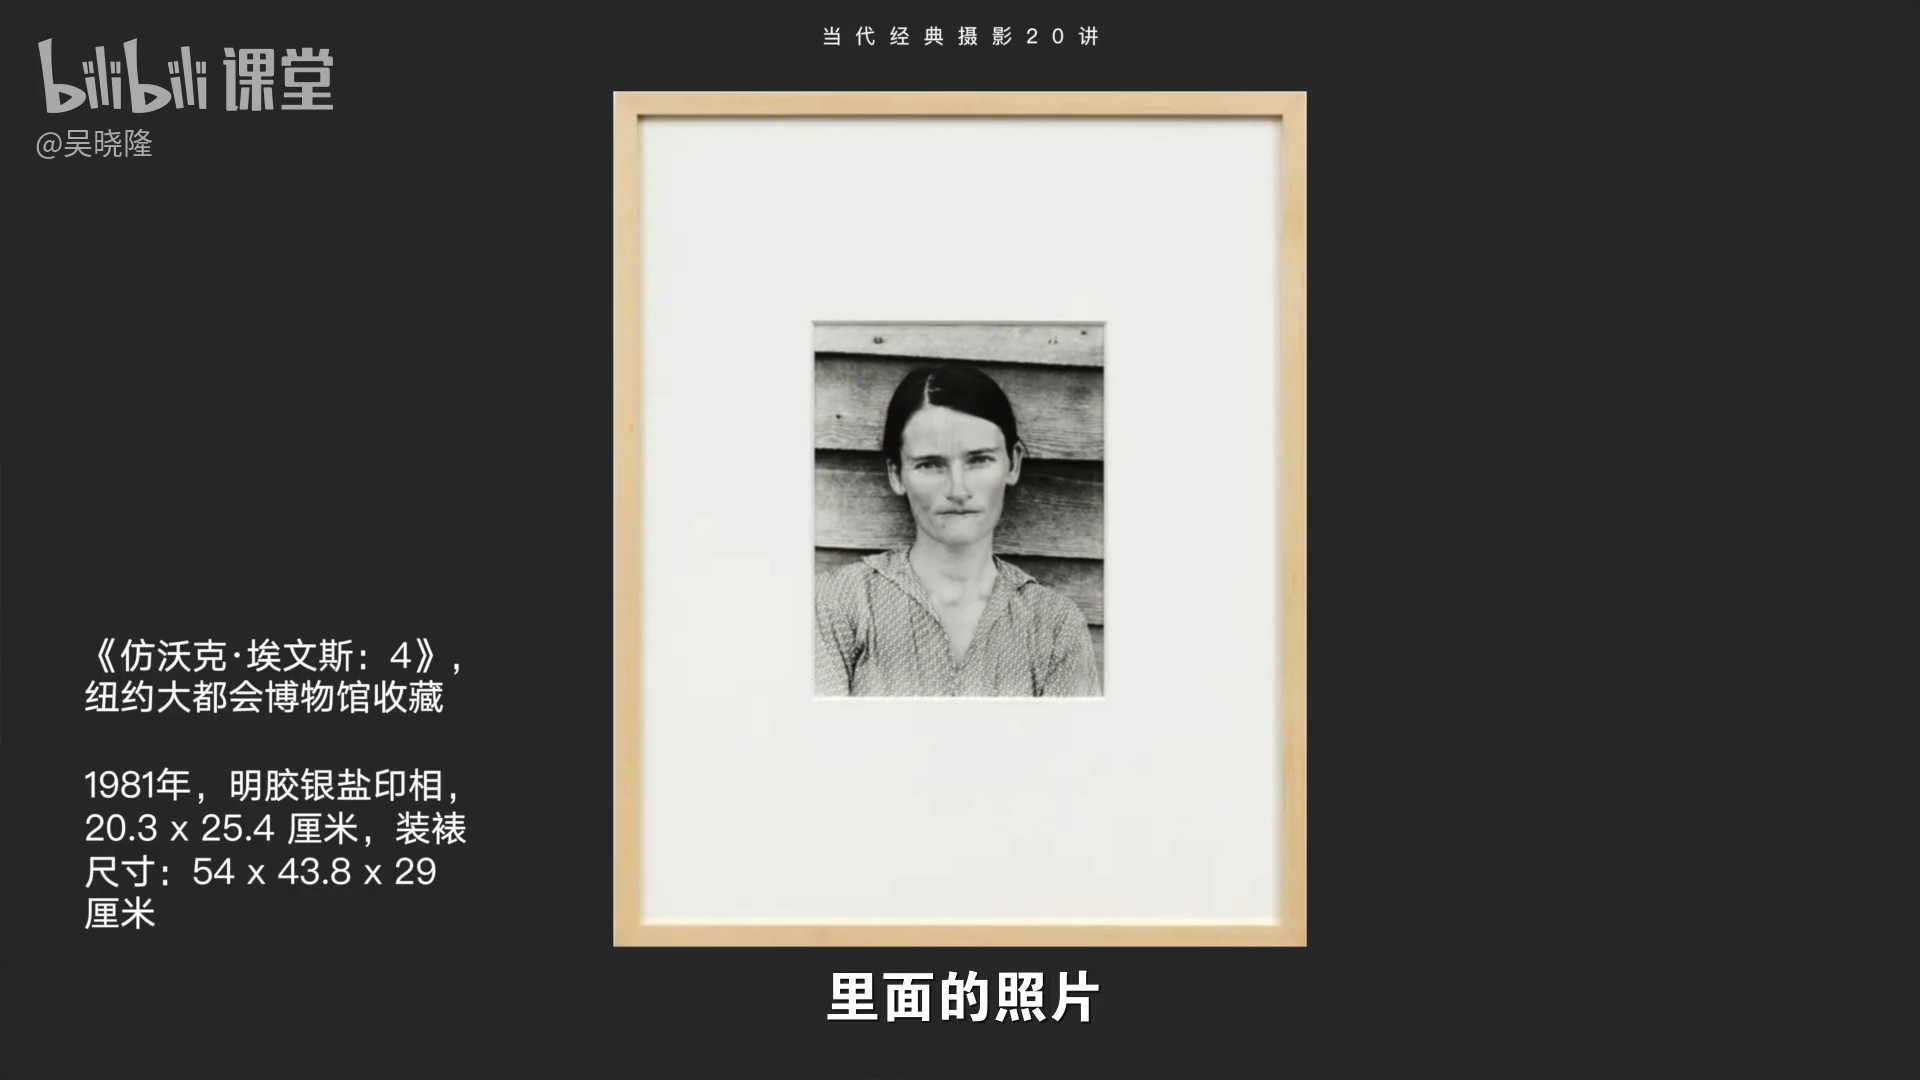 当代经典摄影20讲
bilibili课堂
@吴晓隆
《仿沃克·埃文斯：4》，
纽约大都会博物馆收藏
1981年，明胶银盐印相，
20.3 x 25.4 厘米，装裱
尺寸：54 x 43.8 x 29
厘米
里面的照片